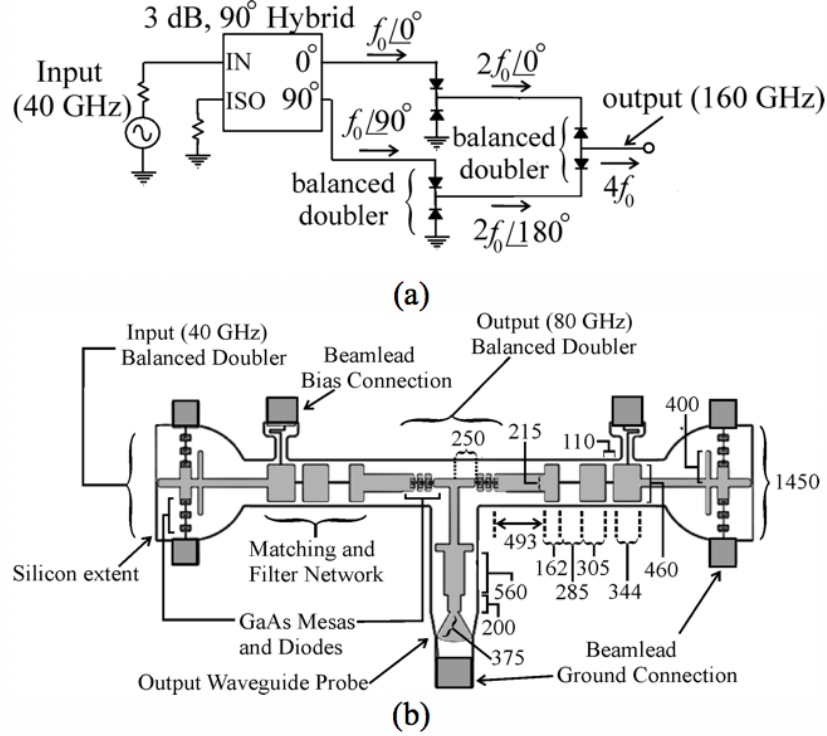 3 dB, 90° Hybrid
Input
(40 GHz)
IN
0°
ISO
90°
f₀/0°
2f₀/0°
output (160 GHz)
f₀/90°
balanced
doubler
balanced
doubler
4f₀
2f₀/180°
(a)
Input (40 GHz)
Balanced Doubler
Output (80 GHz)
Balanced Doubler
Beamlead
Bias Connection
400
250
215
110
1450
493
Matching and
Filter Network
Silicon extent
162
305
285
344
460
560
GaAs Mesas
and Diodes
200
375
Beamlead
Ground Connection
Output Waveguide Probe
(b)